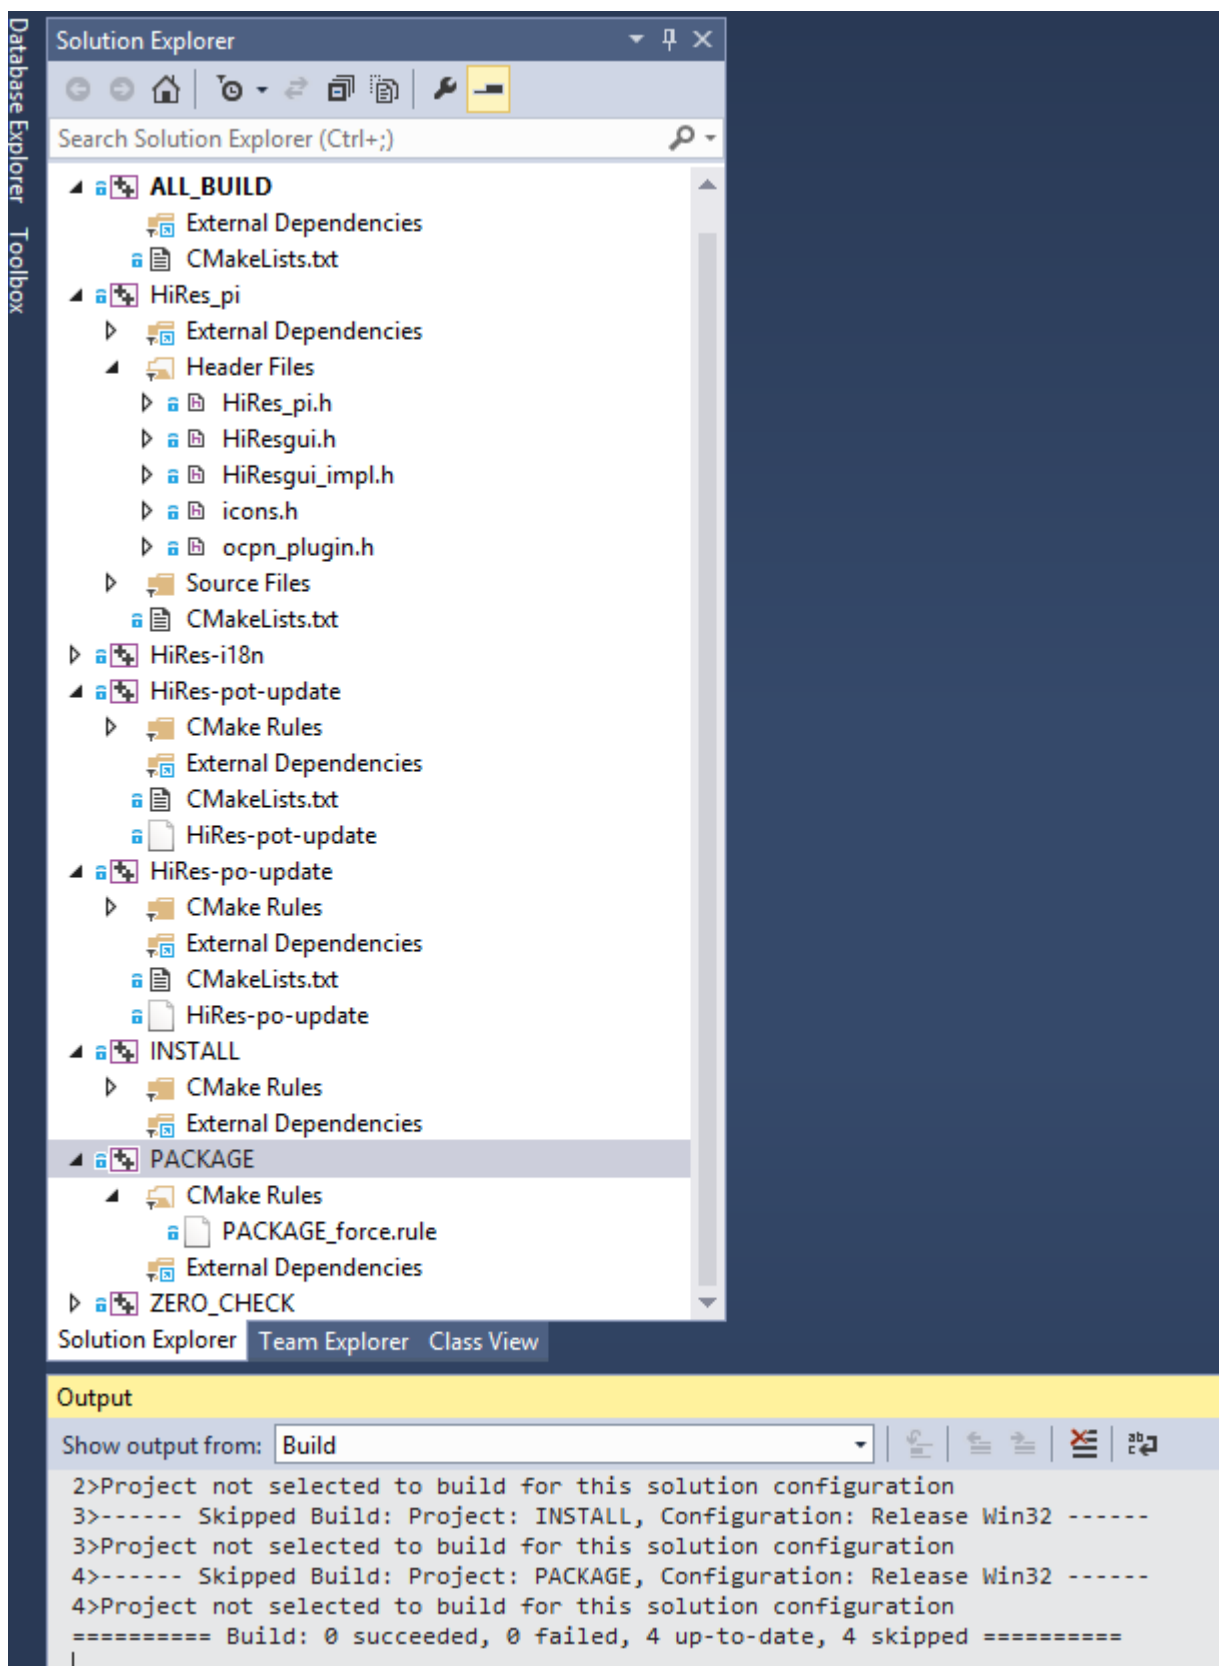 Database Explorer
Toolbox
Solution Explorer
Search Solution Explorer (Ctrl+;)
ALL_BUILD
External Dependencies
CMakeLists.txt
HiRes_pi
External Dependencies
Header Files
HiRes_pi.h
HiResgui.h
HiResgui_impl.h
icons.h
ocpn_plugin.h
Source Files
CMakeLists.txt
HiRes-i18n
HiRes-pot-update
CMake Rules
External Dependencies
CMakeLists.txt
HiRes-pot-update
HiRes-po-update
CMake Rules
External Dependencies
CMakeLists.txt
HiRes-po-update
INSTALL
CMake Rules
External Dependencies
PACKAGE
CMake Rules
PACKAGE_force.rule
External Dependencies
ZERO_CHECK
Solution Explorer Team Explorer Class View
Output
Show output from: Build
2>Project not selected to build for this solution configuration
3>------ Skipped Build: Project: INSTALL, Configuration: Release Win32 ------
3>Project not selected to build for this solution configuration
4>------ Skipped Build: Project: PACKAGE, Configuration: Release Win32 ------
4>Project not selected to build for this solution configuration
========== Build: 0 succeeded, 0 failed, 4 up-to-date, 4 skipped ==========